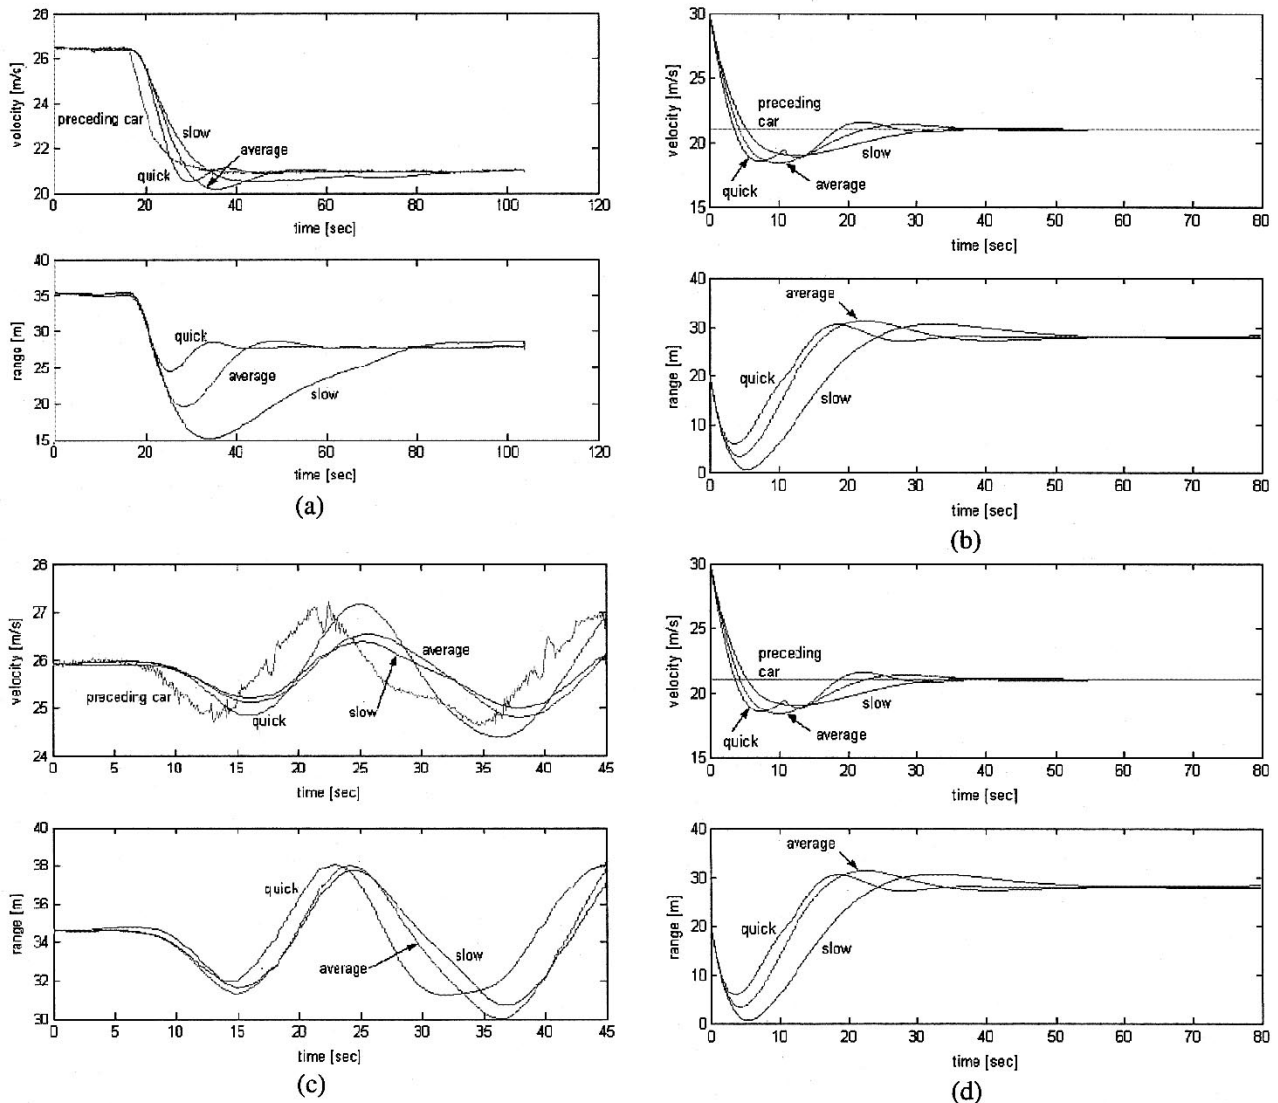 28
26
24
22
20
0 20 40 60 80 100 120
velocity [m/s]
preceding car
slow
average
quick
time [sec]
40
35
30
25
20
15
0 20 40 60 80 100 120
range [m]
quick
average
slow
time [sec]
(a)
30
25
20
15
0 10 20 30 40 50 60 70 80
velocity [m/s]
preceding
car
slow
quick
average
time [sec]
40
30
20
10
0
0 10 20 30 40 50 60 70 80
range [m]
average
quick
slow
time [sec]
(b)
28
27
26
25
24
0 5 10 15 20 25 30 35 40 45
velocity [m/s]
average
preceding car
quick
slow
time [sec]
40
38
36
34
32
30
0 5 10 15 20 25 30 35 40 45
range [m]
quick
slow
average
time [sec]
(c)
30
25
20
15
0 10 20 30 40 50 60 70 80
velocity [m/s]
preceding
car
slow
quick
average
time [sec]
40
30
20
10
0
0 10 20 30 40 50 60 70 80
range [m]
average
quick
slow
time [sec]
(d)